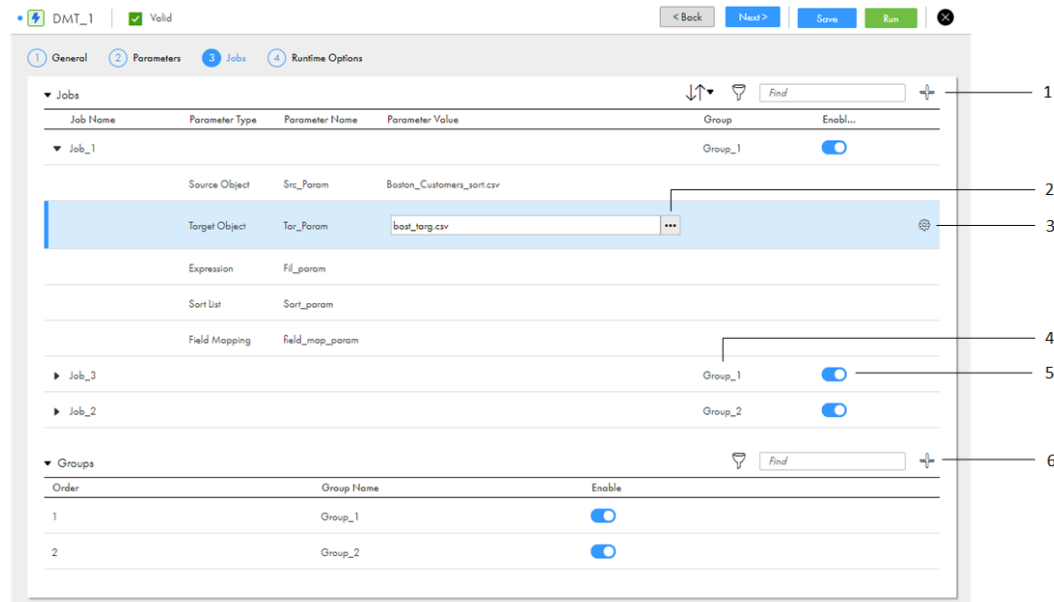 DMT_1 Valid < Back Next > Save Run
1 General 2 Parameters 3 Jobs 4 Runtime Options
Jobs Find 1
Job Name Parameter Type Parameter Name Parameter Value Group Enabl...
Job_1 Group_1
Source Object Src_Param Boston_Customers_sort.csv 2
Target Object Tar_Param bost_targ.csv ... 3
Expression Fil_param
Sort List Sort_param
Field Mapping field_map_param 4
Job_3 Group_1 5
Job_2 Group_2
Groups Find 6
Order Group Name Enable
1 Group_1
2 Group_2